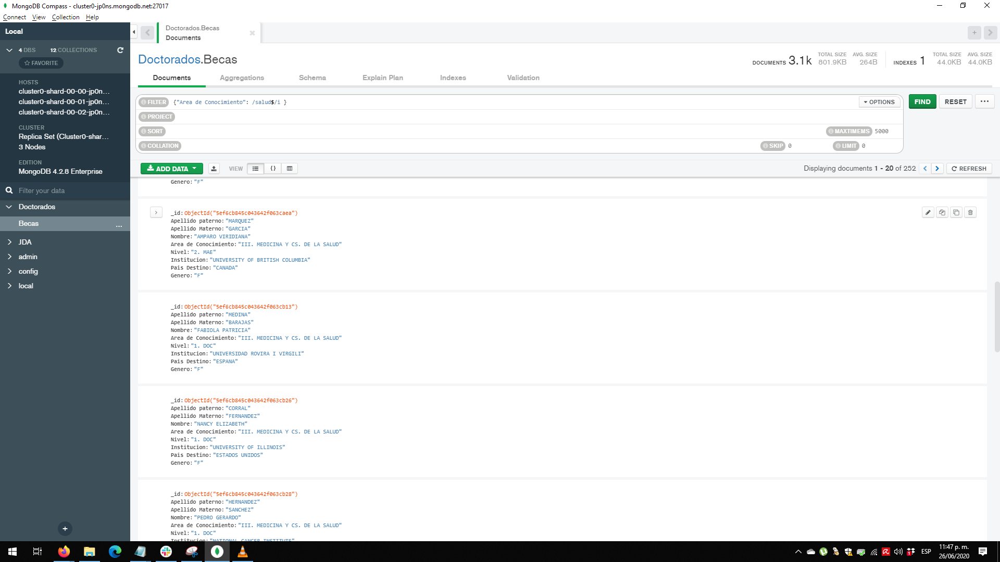 MongoDB Compass - cluster0-jp0ns.mongodb.net:27017
Connect View Collection Help
Local
4 DBS 12 COLLECTIONS
FAVORITE
HOSTS
cluster0-shard-00-00-jp0n...
cluster0-shard-00-01-jp0n...
cluster0-shard-00-02-jp0n...
CLUSTER
Replica Set (Cluster0-shar...
3 Nodes
EDITION
MongoDB 4.2.8 Enterprise
Filter your data
Doctorados
Becas ...
JDA
admin
config
local
Doctorados.Becas
Documents
Doctorados.Becas
DOCUMENTS 3.1k TOTAL SIZE 801.9KB AVG. SIZE 264B INDEXES 1 TOTAL SIZE 44.0KB AVG. SIZE 44.0KB
Documents Aggregations Schema Explain Plan Indexes Validation
FILTER {"Area de Conocimiento": /salud$/i } OPTIONS FIND RESET ...
PROJECT
SORT MAXTIMEMS 5000
COLLATION SKIP 0 LIMIT 0
ADD DATA VIEW {} Displaying documents 1 - 20 of 252 REFRESH
Genero: "F"
_id: ObjectId("5ef6cb845c043642f063caea")
Apellido paterno: "MARQUEZ"
Apellido Materno: "GARCIA"
Nombre: "AMPARO VIRIDIANA"
Area de Conocimiento: "III. MEDICINA Y CS. DE LA SALUD"
Nivel: "2. MAE"
Institucion: "UNIVERSITY OF BRITISH COLUMBIA"
Pais Destino: "CANADA"
Genero: "F"
_id: ObjectId("5ef6cb845c043642f063cb13")
Apellido paterno: "MEDINA"
Apellido Materno: "BARAJAS"
Nombre: "FABIOLA PATRICIA"
Area de Conocimiento: "III. MEDICINA Y CS. DE LA SALUD"
Nivel: "1. DOC"
Institucion: "UNIVERSIDAD ROVIRA I VIRGILI"
Pais Destino: "ESPANA"
Genero: "F"
_id: ObjectId("5ef6cb845c043642f063cb26")
Apellido paterno: "CORRAL"
Apellido Materno: "FERNANDEZ"
Nombre: "NANCY ELIZABETH"
Area de Conocimiento: "III. MEDICINA Y CS. DE LA SALUD"
Nivel: "1. DOC"
Institucion: "UNIVERSITY OF ILLINOIS"
Pais Destino: "ESTADOS UNIDOS"
Genero: "F"
_id: ObjectId("5ef6cb845c043642f063cb28")
Apellido paterno: "HERNANDEZ"
Apellido Materno: "SANCHEZ"
Nombre: "PEDRO GERARDO"
Area de Conocimiento: "III. MEDICINA Y CS. DE LA SALUD"
Nivel: "1. DOC"
Institucion: "NATIONAL CANCER INSTITUTE"
ESP
11:47 p. m.
26/06/2020